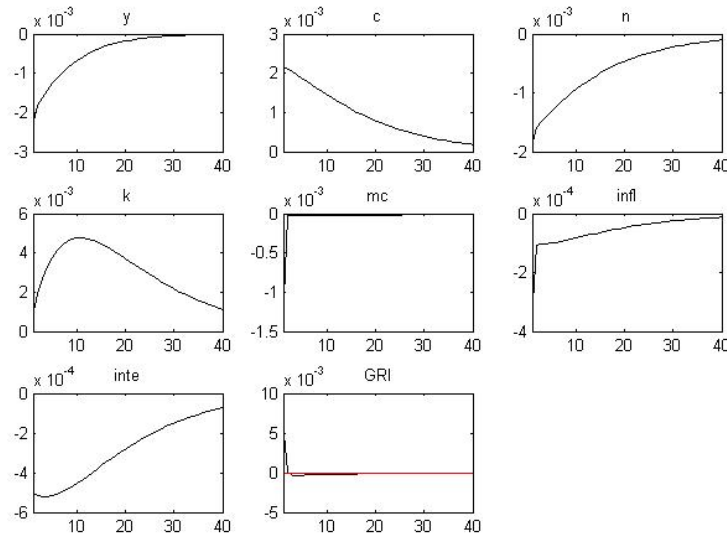 x 10⁻³ y x 10⁻³ c x 10⁻³ n
0 3 0
-1 2 -1
-2 1
-3 0 -2
10 20 30 40 10 20 30 40 10 20 30 40
x 10⁻³ k x 10⁻³ mc x 10⁻⁴ infl
6 0 0
4 -0.5 -2
2 -1
0 -1.5 -4
10 20 30 40 10 20 30 40 10 20 30 40
x 10⁻⁴ inte x 10⁻³ GRI
0 10
-2 5
-4 0
-6 -5
10 20 30 40 10 20 30 40